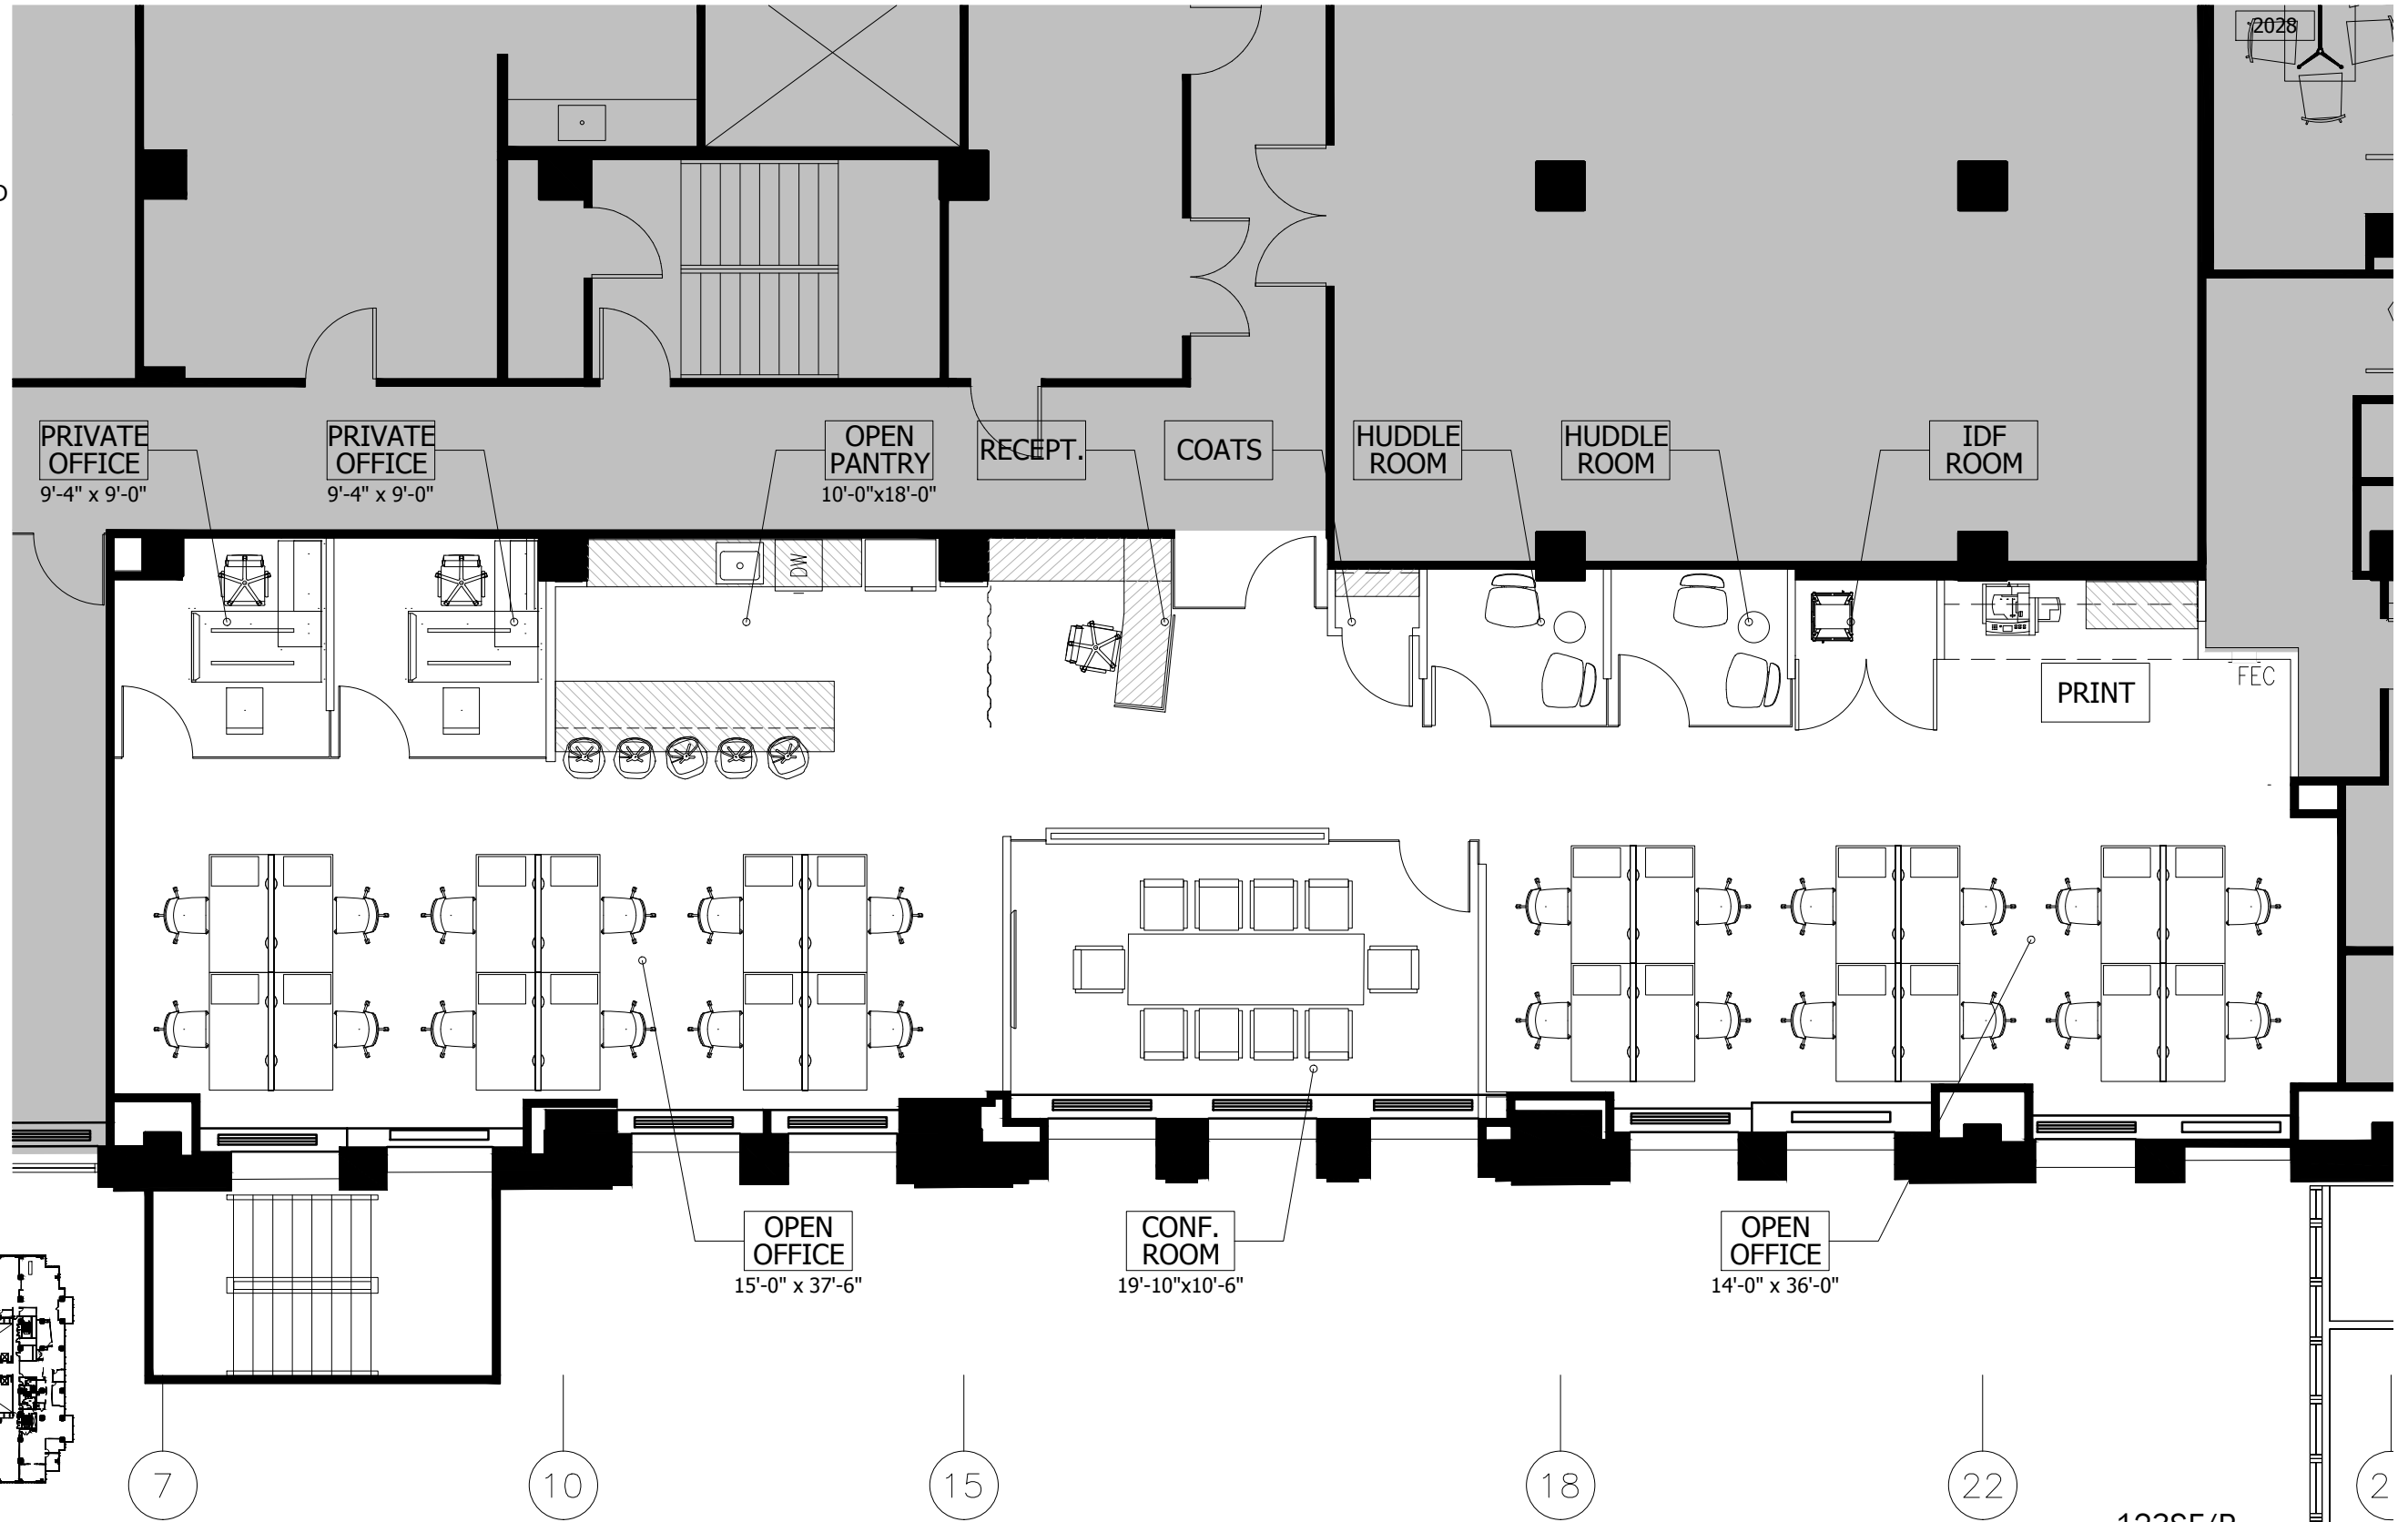 2028
PRIVATE
OFFICE
9'-4" x 9'-0"
PRIVATE
OFFICE
9'-4" x 9'-0"
OPEN
PANTRY
10'-0"x18'-0"
RECEPT.
COATS
HUDDLE
ROOM
HUDDLE
ROOM
IDF
ROOM
DW
FEC
PRINT
OPEN
OFFICE
15'-0" x 37'-6"
CONF.
ROOM
19'-10"x10'-6"
OPEN
OFFICE
14'-0" x 36'-0"
7
10
15
18
22
2